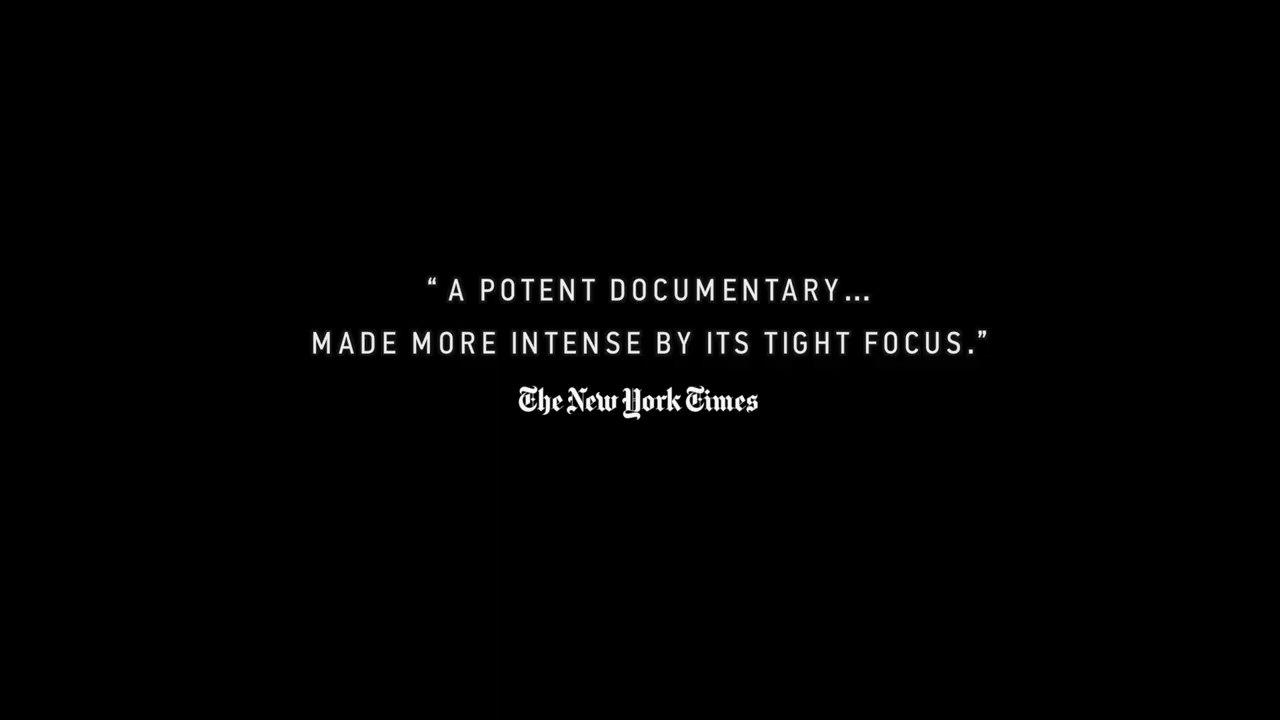 “ A POTENT DOCUMENTARY...
MADE MORE INTENSE BY ITS TIGHT FOCUS.”
The New York Times